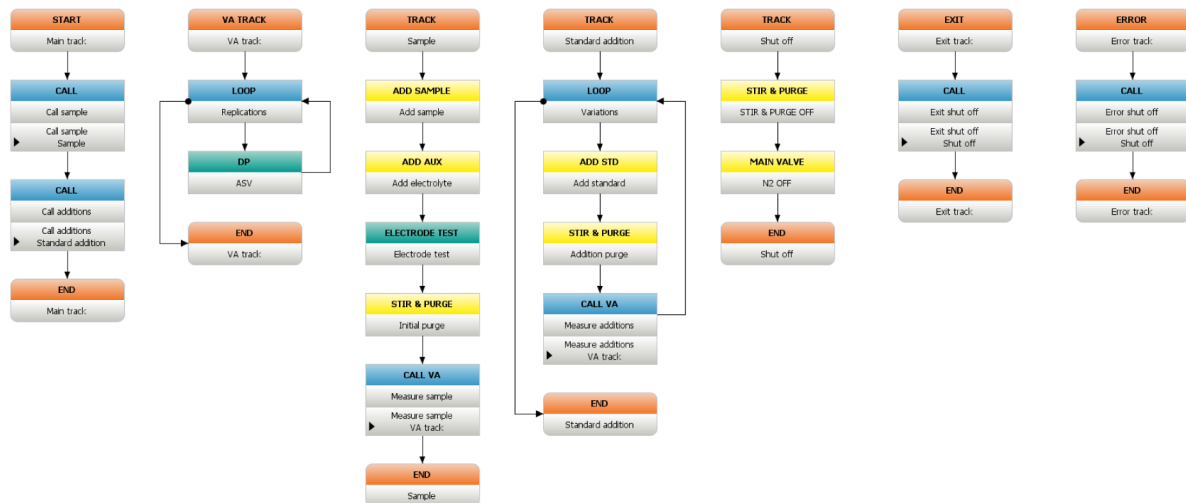 START
Main track
CALL
Call sample
Call sample
Sample
CALL
Call additions
Call additions
Standard addition
END
Main track
VA TRACK
VA track
LOOP
Replications
DP
ASV
END
VA track
TRACK
Sample
ADD SAMPLE
Add sample
ADD AUX
Add electrolyte
ELECTRODE TEST
Electrode test
STIR & PURGE
Initial purge
CALL VA
Measure sample
Measure sample
VA track
END
Sample
TRACK
Standard addition
LOOP
Variations
ADD STD
Add standard
STIR & PURGE
Addition purge
CALL VA
Measure additions
Measure additions
VA track
END
Standard addition
TRACK
Shut off
STIR & PURGE
STIR & PURGE OFF
MAIN VALVE
N2 OFF
END
Shut off
EXIT
Exit track
CALL
Exit shut off
Exit shut off
Shut off
END
Exit track
ERROR
Error track
CALL
Error shut off
Error shut off
Shut off
END
Error track